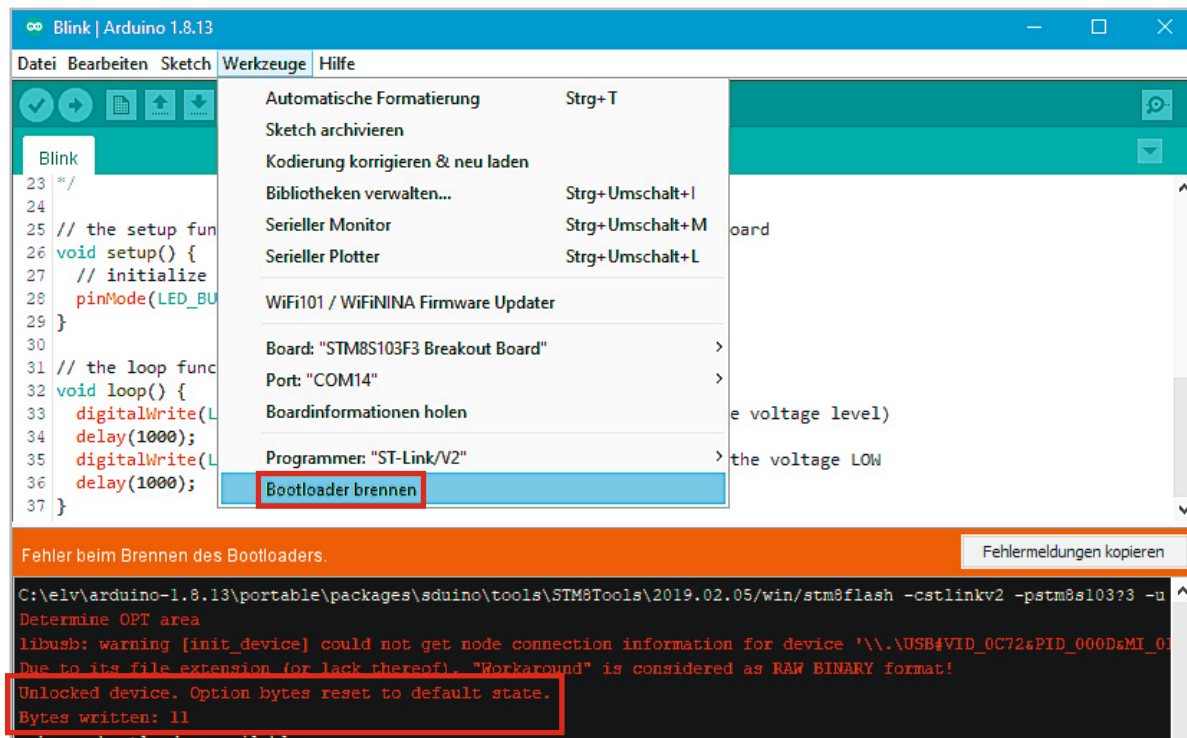 Blink | Arduino 1.8.13
Datei Bearbeiten Sketch Werkzeuge Hilfe
Automatische Formatierung Strg+T
Sketch archivieren
Kodierung korrigieren & neu laden
Bibliotheken verwalten... Strg+Umschalt+I
Serieller Monitor Strg+Umschalt+M
Serieller Plotter Strg+Umschalt+L
WiFi101 / WiFiNINA Firmware Updater
Board: "STM8S103F3 Breakout Board"
Port: "COM14"
Boardinformationen holen
Programmer: "ST-Link/V2"
Bootloader brennen
Blink
23 */
24
25 // the setup fun oard
26 void setup() {
27 // initialize
28 pinMode(LED_BU
29 }
30
31 // the loop func
32 void loop() {
33 digitalWrite(L e voltage level)
34 delay(1000);
35 digitalWrite(L the voltage LOW
36 delay(1000);
37 }
Fehler beim Brennen des Bootloaders.
Fehlermeldungen kopieren
C:\elv\arduino-1.8.13\portable\packages\sduino\tools\STM8Tools\2019.02.05/win/stm8flash -cstlinkv2 -pstm8s103?3 -u
Determine OPT area
libusb: warning [init_device] could not get node connection information for device '\\.\USB#VID_0C72&PID_000D&MI_01
Due to its file extension (or lack thereof), "Workaround" is considered as RAW BINARY format!
Unlocked device. Option bytes reset to default state.
Bytes written: 11